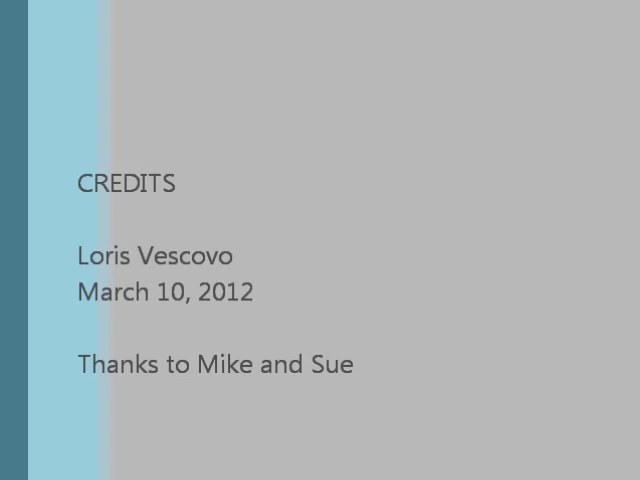 CREDITS
Loris Vescovo
March 10, 2012
Thanks to Mike and Sue